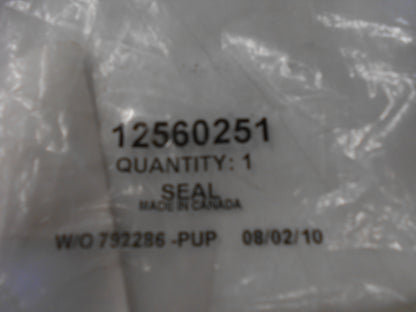 12560251
QUANTITY: 1
SEAL
MADE IN CANADA
W/O 792286 -PUP 08/02/10